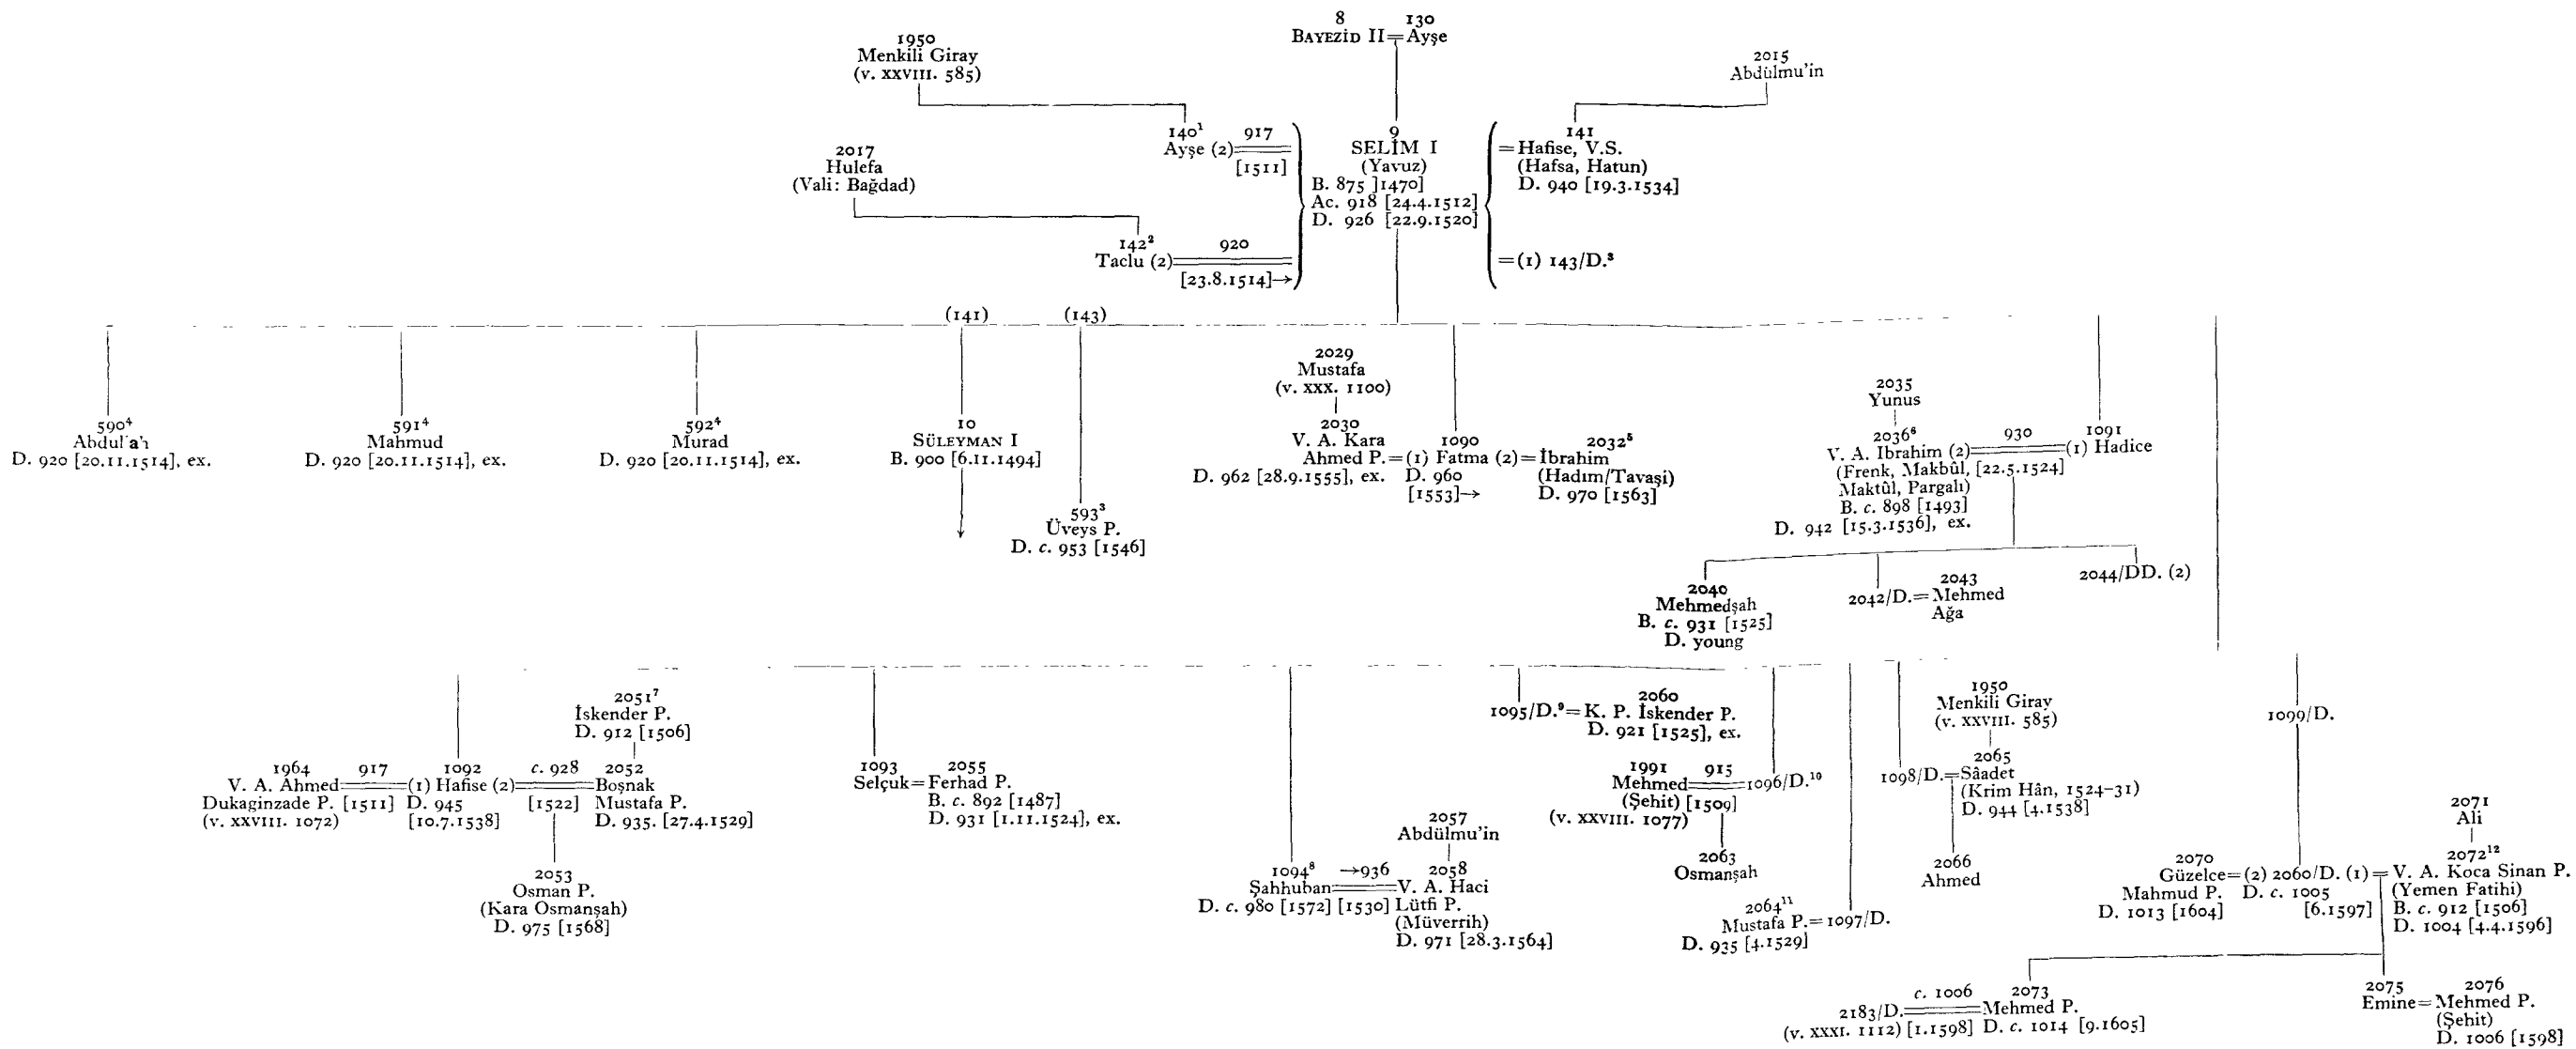 8 130
BAYEZİD II=Ayşe
1950
Menkili Giray
(v. XXVIII. 585)
2015
Abdülmu'in
140¹ 917
Ayşe (2)
[1511]
9
SELİM I
(Yavuz)
B. 875 ]1470]
Ac. 918 [24.4.1512]
D. 926 [22.9.1520]
141
=Hafise, V.S.
(Hafsa, Hatun)
D. 940 [19.3.1534]
2017
Hulefa
(Vali: Bağdad)
142² 920
Taclu (2)
[23.8.1514]→
=(1) 143/D.³
(141) (143)
590⁴
Abdul'a'ı
D. 920 [20.11.1514], ex.
591⁴
Mahmud
D. 920 [20.11.1514], ex.
592⁴
Murad
D. 920 [20.11.1514], ex.
10
SÜLEYMAN I
B. 900 [6.11.1494]
593³
Üveys P.
D. c. 953 [1546]
2029
Mustafa
(v. XXX. 1100)
2030 1090 2032⁵
V. A. Kara
Ahmed P.=(1) Fatma (2)=İbrahim
D. 962 [28.9.1555], ex. D. 960 (Hadım/Tavaşi)
[1553]→ D. 970 [1563]
2035
Yunus
2036⁶ 930 1091
V. A. Ibrahim (2) (1) Hadice
(Frenk, Makbûl, [22.5.1524]
Maktûl, Pargalı)
B. c. 898 [1493]
D. 942 [15.3.1536], ex.
2040
Mehmedşah
B. c. 931 [1525]
D. young
2043
2042/D.=Mehmed
Ağa
2044/DD. (2)
2051⁷
İskender P.
D. 912 [1506]
1964 917 1092 c. 928 2052
V. A. Ahmed (1) Hafise (2) Boşnak
Dukaginzade P. [1511] D. 945 [1522] Mustafa P.
(v. XXVIII. 1072) [10.7.1538] D. 935. [27.4.1529]
2053
Osman P.
(Kara Osmanşah)
D. 975 [1568]
1093 2055
Selçuk=Ferhad P.
B. c. 892 [1487]
D. 931 [1.11.1524], ex.
2057
Abdülmu'in
1094⁸ →936 2058
Şahhuban V. A. Haci
D. c. 980 [1572] [1530] Lütfi P.
(Müverrih)
D. 971 [28.3.1564]
2060
1095/D.⁹=K. P. İskender P.
D. 921 [1525], ex.
1991 915
Mehmed 1096/D.¹⁰
(Şehit) [1509]
(v. XXVIII. 1077)
2063
Osmanşah
2064¹¹
Mustafa P.=1097/D.
D. 935 [4.1529]
1950
Menkili Giray
(v. XXVIII. 585)
2065
1098/D.=Sâadet
(Krim Hân, 1524-31)
D. 944 [4.1538]
2066
Ahmed
1099/D.
2071
Ali
2070 2072¹²
Güzelce=(2) 2060/D. (1)=V. A. Koca Sinan P.
Mahmud P. D. c. 1005 (Yemen Fatihi)
D. 1013 [1604] [6.1597] B. c. 912 [1506]
D. 1004 [4.4.1596]
c. 1006 2073
2183/D. Mehmed P.
(v. XXXI. 1112) [1.1598] D. c. 1014 [9.1605]
2075 2076
Emine=Mehmed P.
(Şehit)
D. 1006 [1598]